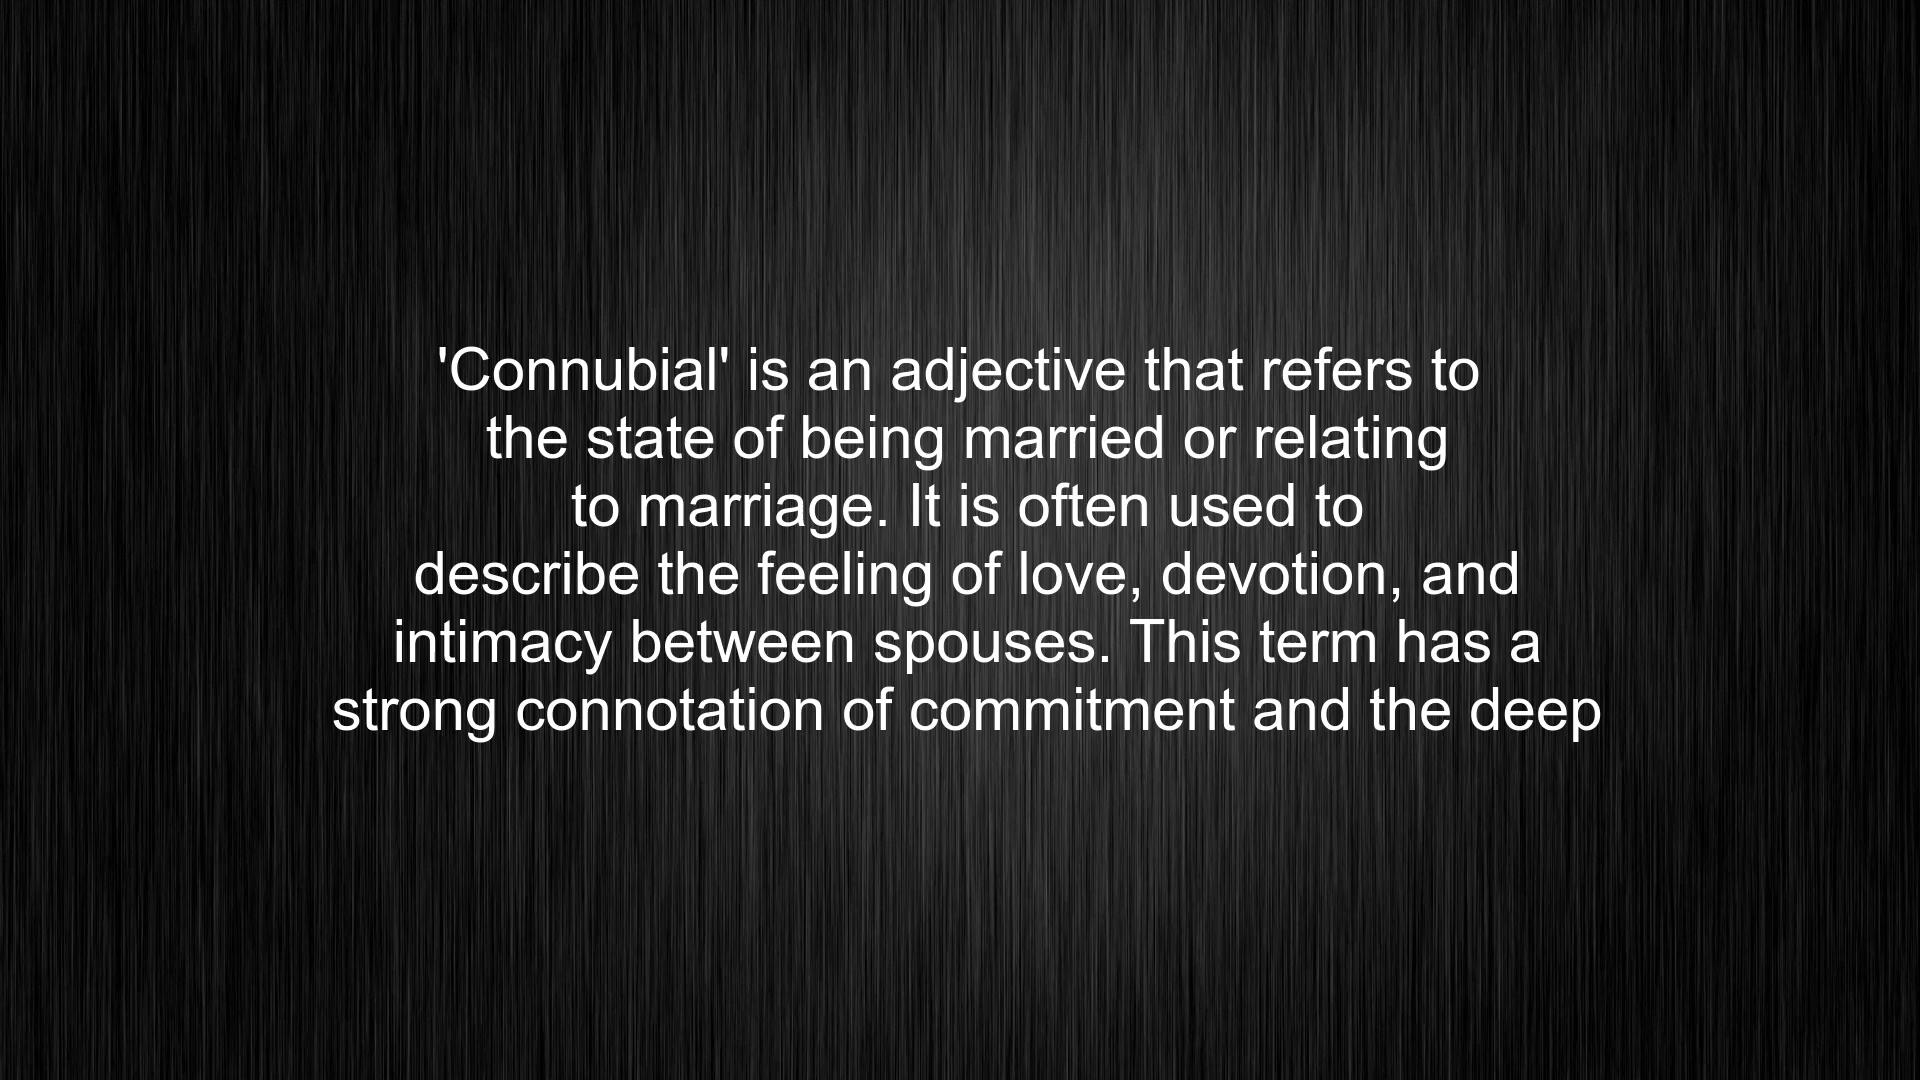 'Connubial' is an adjective that refers to
the state of being married or relating
to marriage. It is often used to
describe the feeling of love, devotion, and
intimacy between spouses. This term has a
strong connotation of commitment and the deep